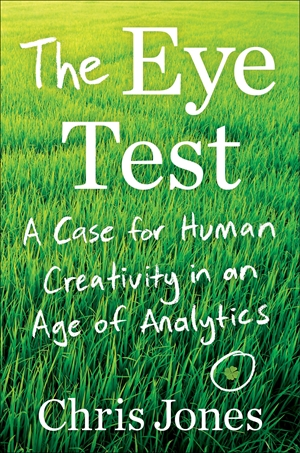 The Eye
Test
A Case for Human
Creativity in an
Age of Analytics
Chris Jones